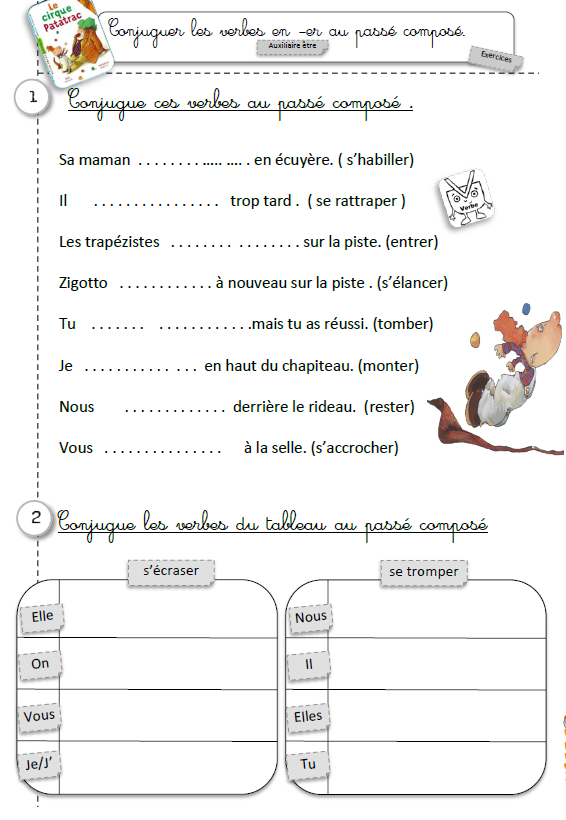 Le
cirque
Patatrac
Conjuguer les verbes en -er au passé composé.
Auxiliaire être
Exercices
1 Conjugue ces verbes au passé composé .
Sa maman . . . . . . . . ..... .... . en écuyère. ( s’habiller)
Il . . . . . . . . . . . . . . . . trop tard . ( se rattraper )
Verbe
Les trapézistes . . . . . . . . . . . . . . . . sur la piste. (entrer)
Zigotto . . . . . . . . . . . . à nouveau sur la piste . (s’élancer)
Tu . . . . . . . . . . . . . . . . . . .mais tu as réussi. (tomber)
Je . . . . . . . . . . . . . . en haut du chapiteau. (monter)
Nous . . . . . . . . . . . . . derrière le rideau. (rester)
Vous . . . . . . . . . . . . . . . à la selle. (s’accrocher)
2 Conjugue les verbes du tableau au passé composé
s’écraser
se tromper
Elle
Nous
On
Il
Vous
Elles
Je/J’
Tu